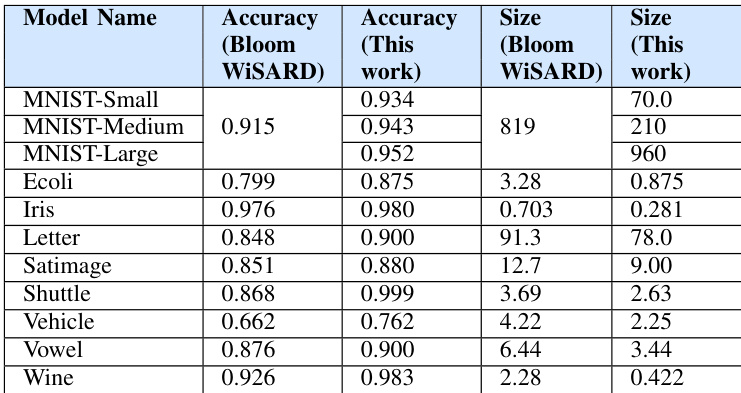 Model Name Accuracy (Bloom WiSARD) Accuracy (This work) Size (Bloom WiSARD) Size (This work)
MNIST-Small 0.915 0.934 819 70.0
MNIST-Medium 0.943 210
MNIST-Large 0.952 960
Ecoli 0.799 0.875 3.28 0.875
Iris 0.976 0.980 0.703 0.281
Letter 0.848 0.900 91.3 78.0
Satimage 0.851 0.880 12.7 9.00
Shuttle 0.868 0.999 3.69 2.63
Vehicle 0.662 0.762 4.22 2.25
Vowel 0.876 0.900 6.44 3.44
Wine 0.926 0.983 2.28 0.422